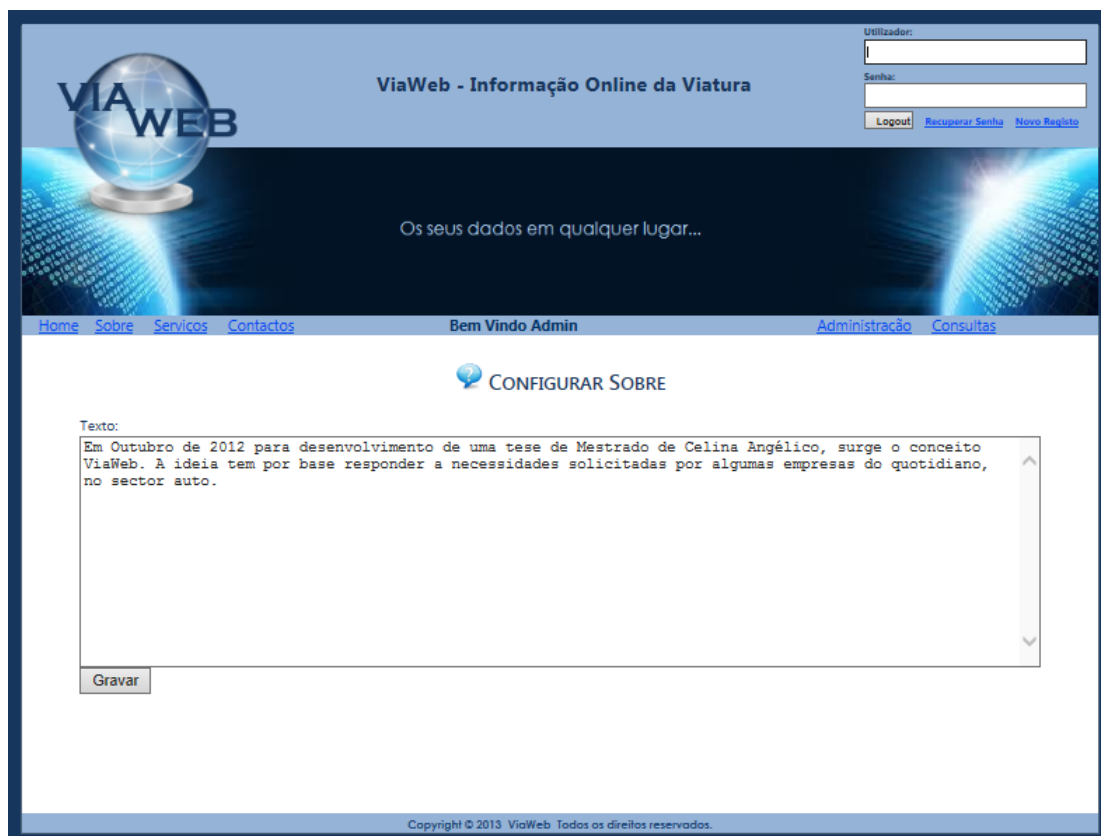 Utilizador:
VIA
WEB
ViaWeb - Informação Online da Viatura
Senha:
Logout Recuperar Senha Novo Registo
Os seus dados em qualquer lugar...
Home Sobre Serviços Contactos Bem Vindo Admin Administração Consultas
CONFIGURAR SOBRE
Texto:
Em Outubro de 2012 para desenvolvimento de uma tese de Mestrado de Celina Angélico, surge o conceito
ViaWeb. A ideia tem por base responder a necessidades solicitadas por algumas empresas do quotidiano,
no sector auto.
Gravar
Copyright © 2013 ViaWeb Todos os direitos reservados.